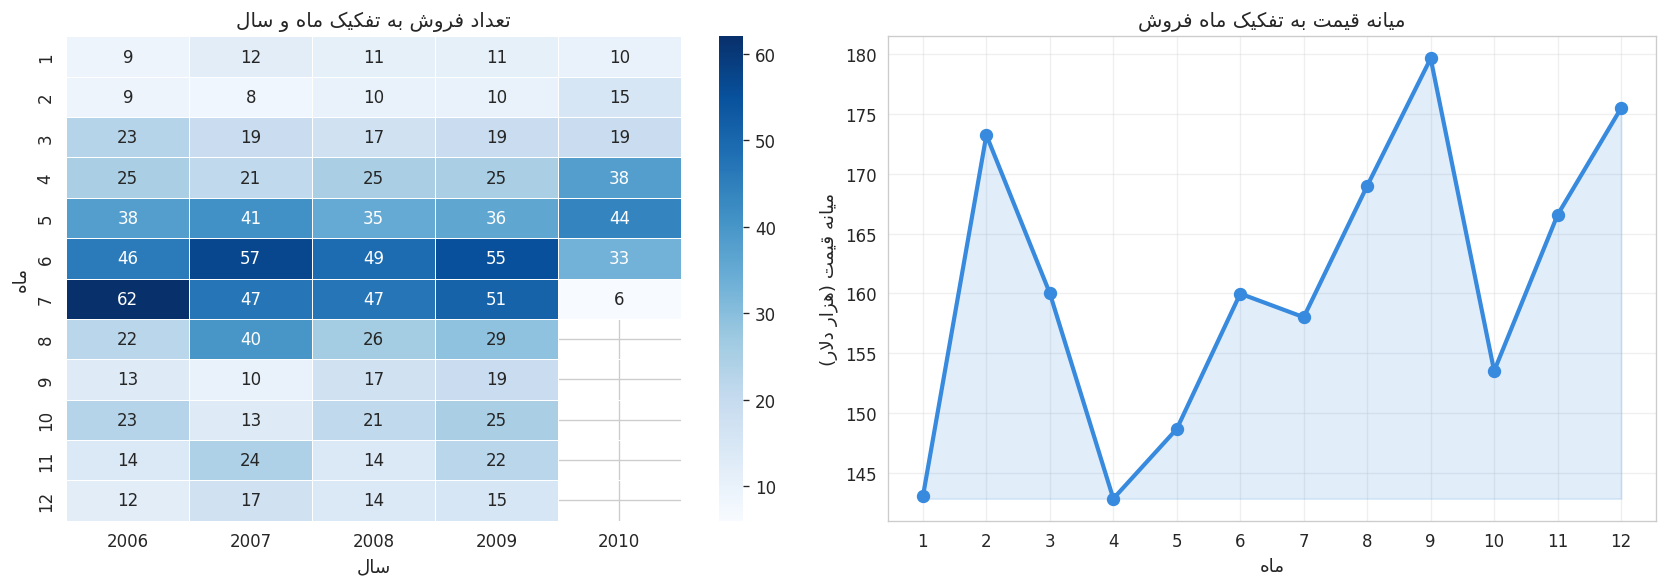 تعداد فروش به تفکیک ماه و سال
1 9 12 11 11 10
2 9 8 10 10 15
3 23 19 17 19 19
4 25 21 25 25 38
5 38 41 35 36 44
6 46 57 49 55 33
7 62 47 47 51 6
8 22 40 26 29
9 13 10 17 19
10 23 13 21 25
11 14 24 14 22
12 12 17 14 15
2006 2007 2008 2009 2010
ماه
سال
60
50
40
30
20
10
میانه قیمت به تفکیک ماه فروش
میانه قیمت (هزار دلار)
180
175
170
165
160
155
150
145
1 2 3 4 5 6 7 8 9 10 11 12
ماه